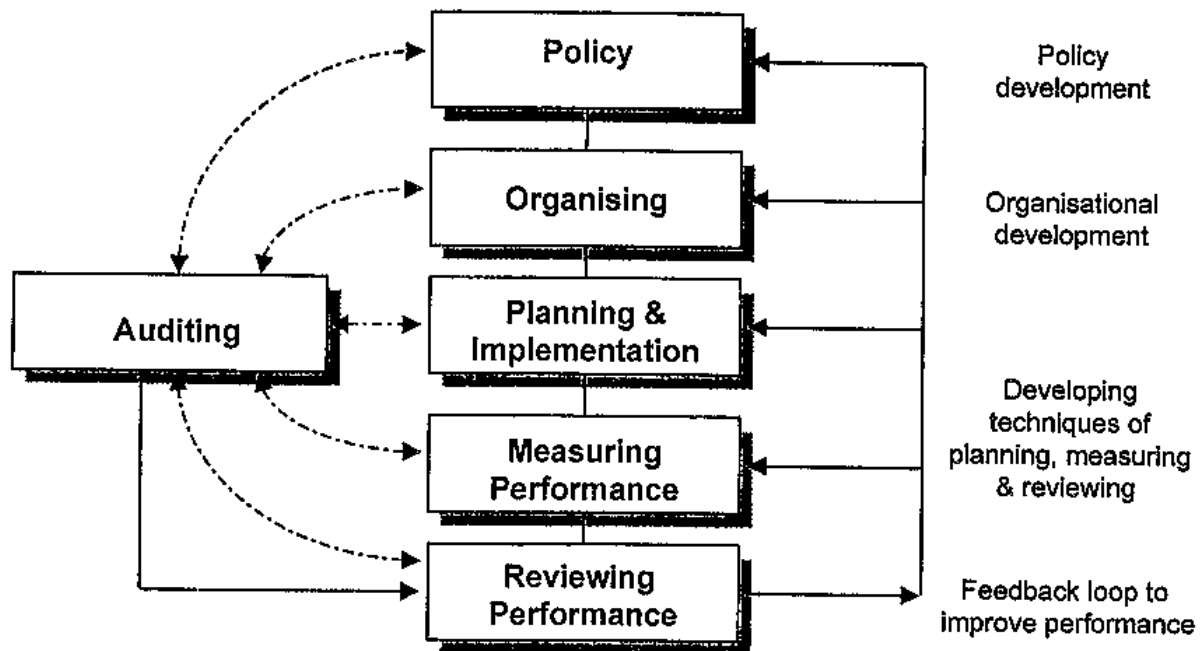 Policy
Policy
development
Organising
Organisational
development
Auditing
Planning &
Implementation
Measuring
Performance
Developing
techniques of
planning, measuring
& reviewing
Reviewing
Performance
Feedback loop to
improve performance